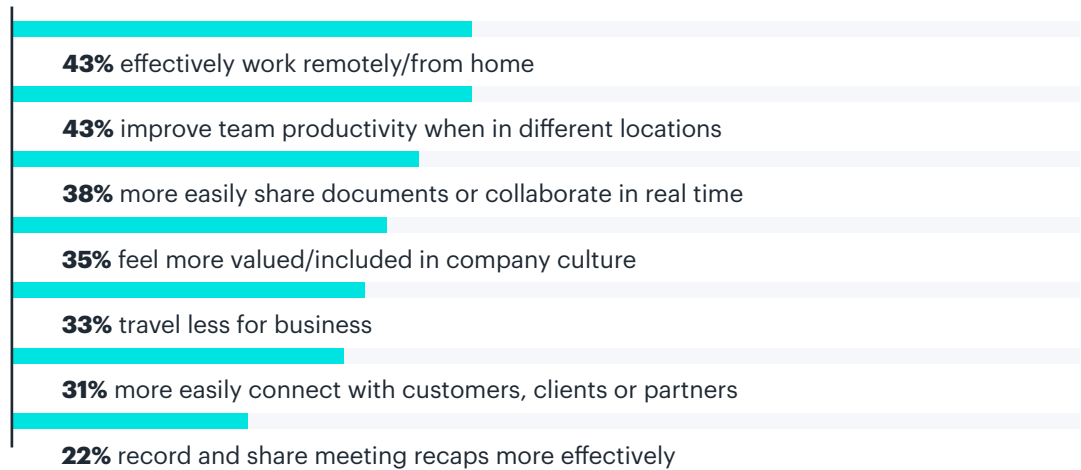 43% effectively work remotely/from home
43% improve team productivity when in different locations
38% more easily share documents or collaborate in real time
35% feel more valued/included in company culture
33% travel less for business
31% more easily connect with customers, clients or partners
22% record and share meeting recaps more effectively